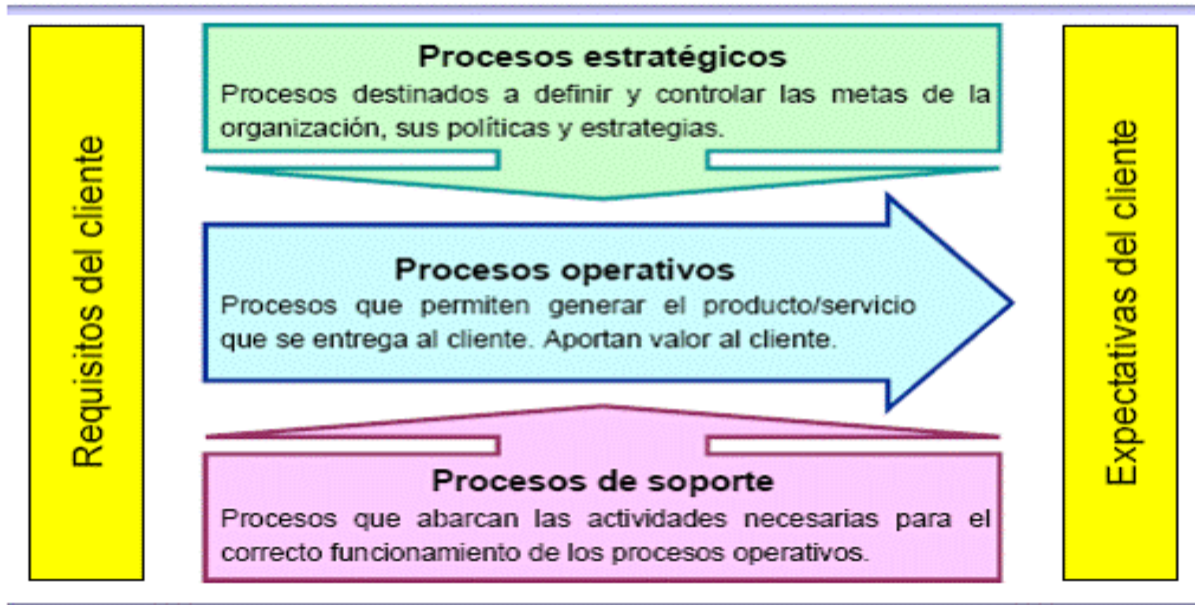 Requisitos del cliente
Procesos estratégicos
Procesos destinados a definir y controlar las metas de la
organización, sus políticas y estrategias.
Procesos operativos
Procesos que permiten generar el producto/servicio
que se entrega al cliente. Aportan valor al cliente.
Procesos de soporte
Procesos que abarcan las actividades necesarias para el
correcto funcionamiento de los procesos operativos.
Expectativas del cliente